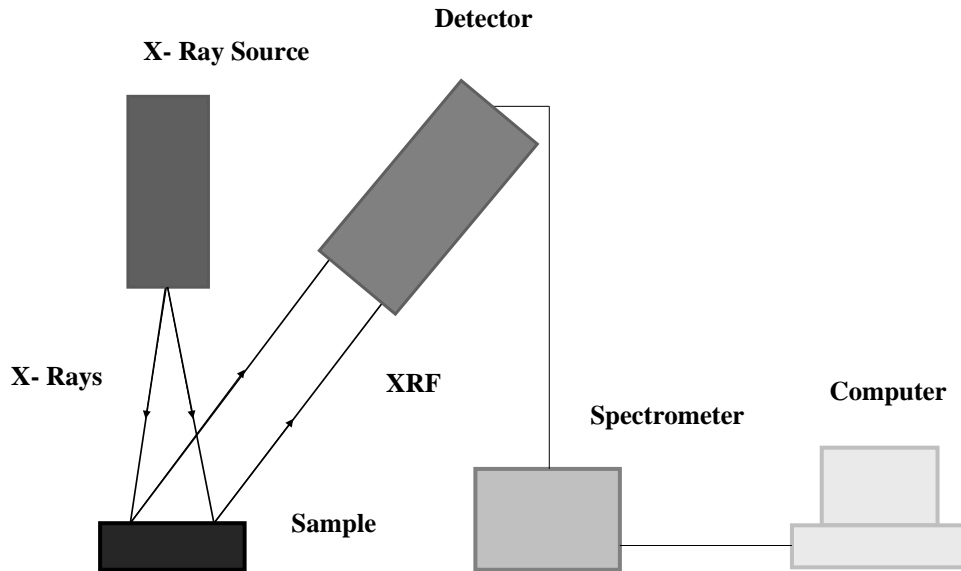 Detector
X- Ray Source
X- Rays
XRF
Computer
Spectrometer
Sample